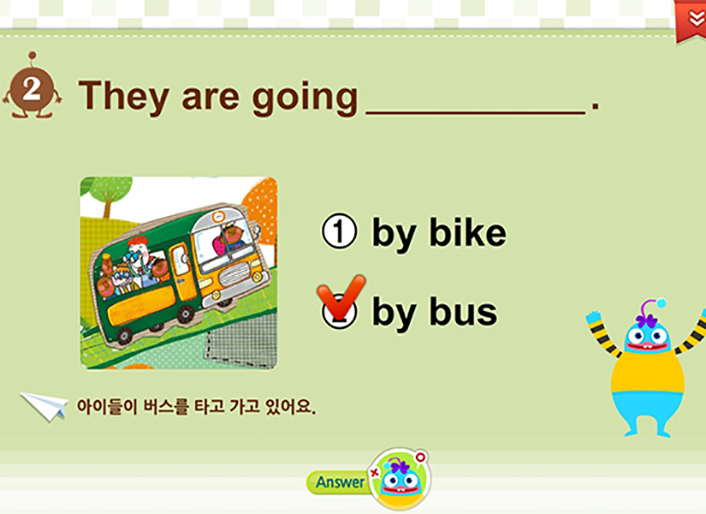 2 They are going ___________.
① by bike
② by bus
아이들이 버스를 타고 가고 있어요.
Answer